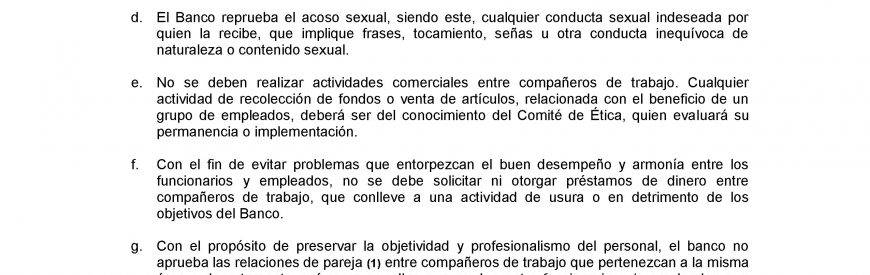 d. El Banco reprueba el acoso sexual, siendo este, cualquier conducta sexual indeseada por
quien la recibe, que implique frases, tocamiento, señas u otra conducta inequívoca de
naturaleza o contenido sexual.
e. No se deben realizar actividades comerciales entre compañeros de trabajo. Cualquier
actividad de recolección de fondos o venta de artículos, relacionada con el beneficio de un
grupo de empleados, deberá ser del conocimiento del Comité de Ética, quien evaluará su
permanencia o implementación.
f. Con el fin de evitar problemas que entorpezcan el buen desempeño y armonía entre los
funcionarios y empleados, no se debe solicitar ni otorgar préstamos de dinero entre
compañeros de trabajo, que conlleve a una actividad de usura o en detrimento de los
objetivos del Banco.
g. Con el propósito de preservar la objetividad y profesionalismo del personal, el banco no
aprueba las relaciones de pareja (1) entre compañeros de trabajo que pertenezcan a la misma